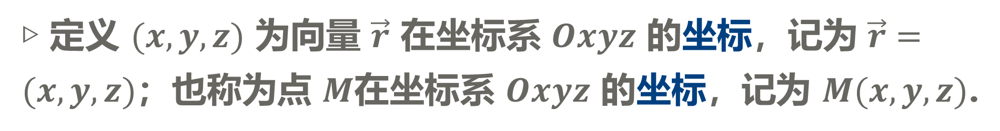 ▷ 定义 (x, y, z) 为向量 r⃗ 在坐标系 Oxyz 的坐标，记为 r⃗ =
(x, y, z)；也称为点 M在坐标系 Oxyz 的坐标，记为 M(x, y, z).